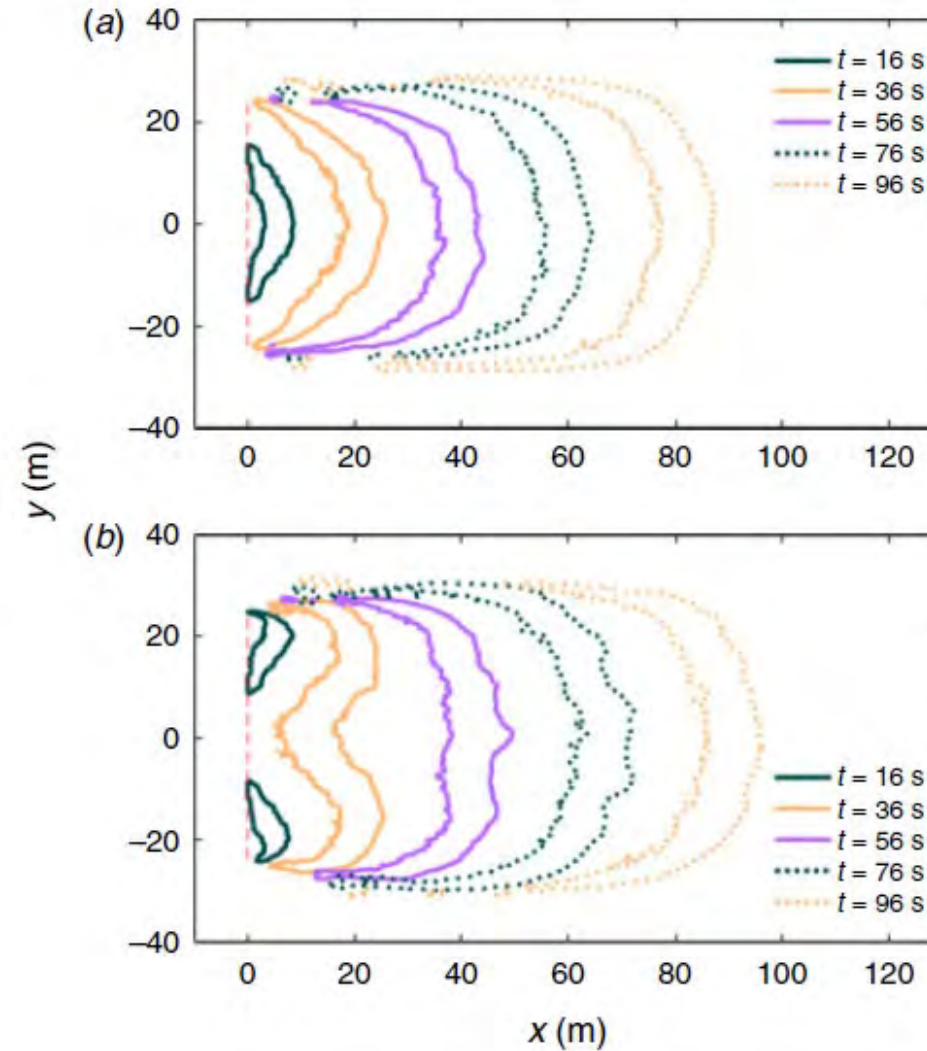 (a)
40
20
0
−20
−40
t = 16 s
t = 36 s
t = 56 s
t = 76 s
t = 96 s
0 20 40 60 80 100 120
y (m)
(b)
40
20
0
−20
−40
t = 16 s
t = 36 s
t = 56 s
t = 76 s
t = 96 s
0 20 40 60 80 100 120
x (m)